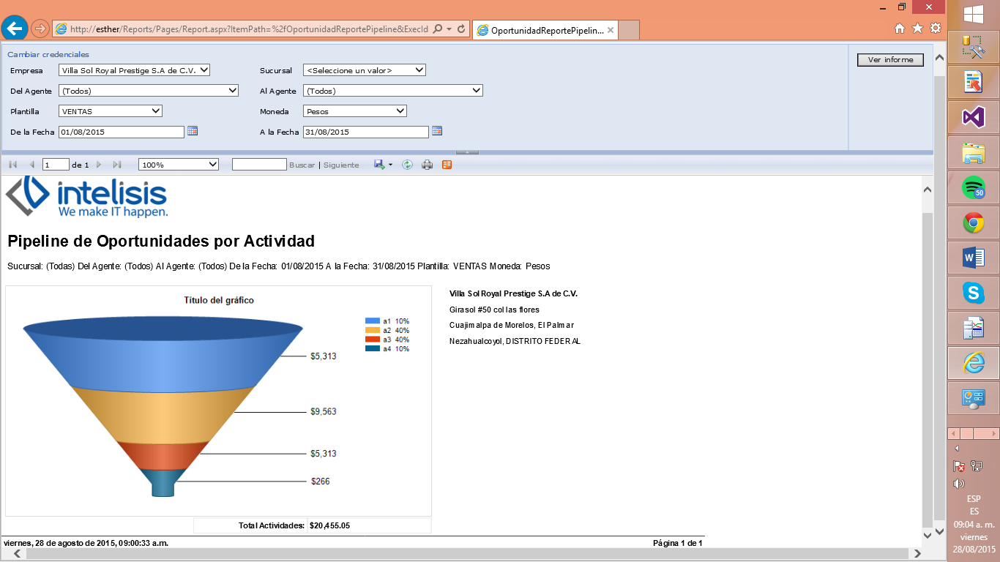 http://esther/Reports/Pages/Report.aspx?ItemPath=%2fOportunidadReportePipeline&ExecId
OportunidadReportePipelin...
Cambiar credenciales
Empresa Villa Sol Royal Prestige S.A de C.V. Sucursal <Seleccione un valor> Ver informe
Del Agente (Todos) Al Agente (Todos)
Plantilla VENTAS Moneda Pesos
De la Fecha 01/08/2015 A la Fecha 31/08/2015
1 de 1 100% Buscar | Siguiente
intelisis
We make IT happen.
Pipeline de Oportunidades por Actividad
Sucursal: (Todas) Del Agente: (Todos) Al Agente: (Todos) De la Fecha: 01/08/2015 A la Fecha: 31/08/2015 Plantilla: VENTAS Moneda: Pesos
Título del gráfico
a1 10%
a2 40%
a3 40%
a4 10%
$5,313
$9,563
$5,313
$266
Total Actividades: $20,455.05
Villa Sol Royal Prestige S.A de C.V.
Girasol #50 col las flores
Cuajimalpa de Morelos, El Palmar
Nezahualcoyol, DISTRITO FEDERAL
viernes, 28 de agosto de 2015, 09:00:33 a.m. Página 1 de 1
50
ESP
ES
09:04 a. m.
viernes
28/08/2015